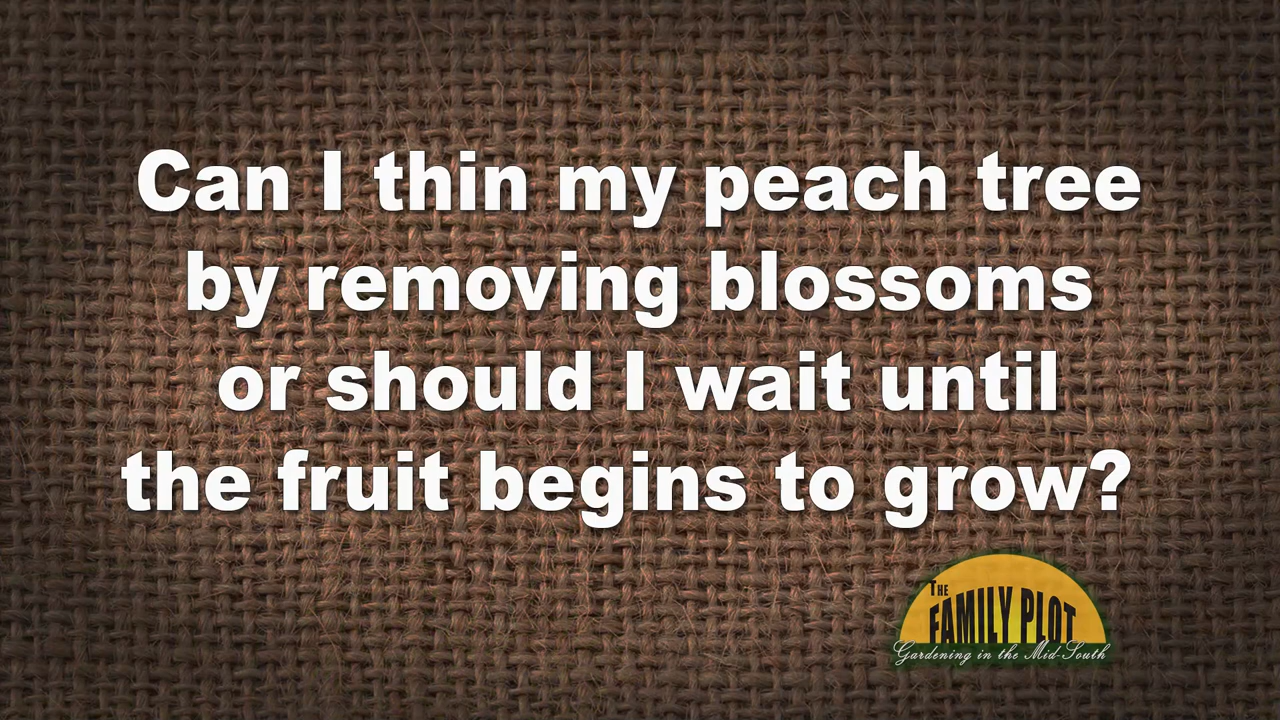 Can I thin my peach tree
by removing blossoms
or should I wait until
the fruit begins to grow?
THE
FAMILY PLOT
Gardening in the Mid-South